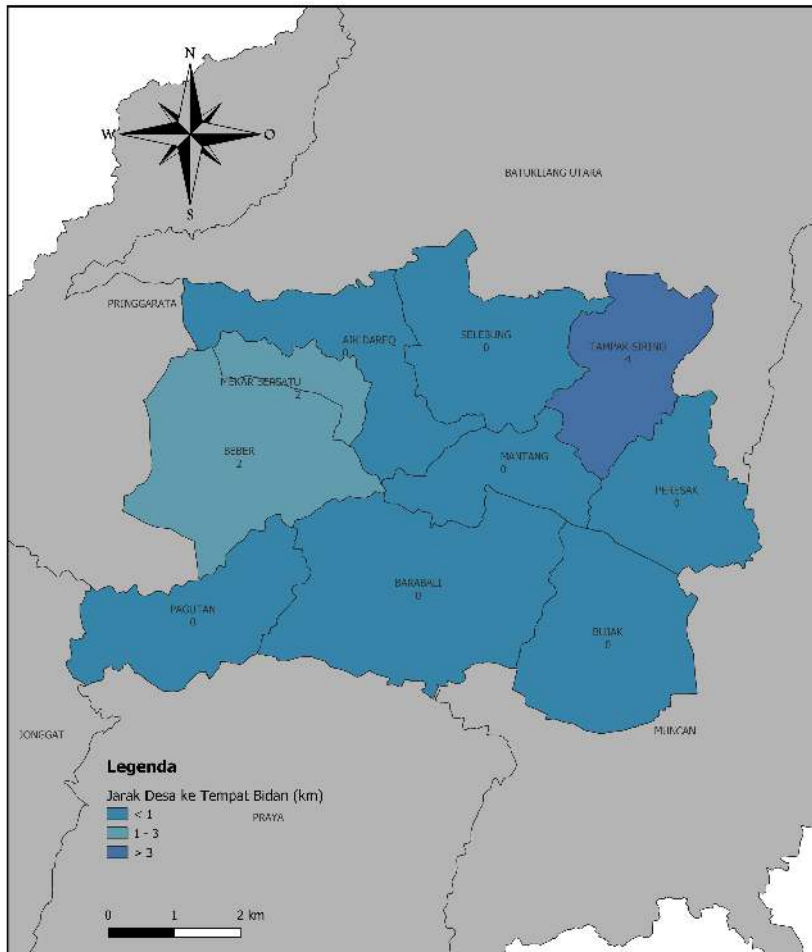 N
W
O
S
BATUKLIANG UTARA
PRINGGARATA
AIK DAREQ
0
SELEBUNG
0
TAMPAK SIRING
4
MEKAR BERSATU
2
BEBER
2
MANTANG
0
PERESAK
0
BARABALI
0
PAGUTAN
0
BUJAK
0
JONGGAT
MUNCAN
Legenda
Jarak Desa ke Tempat Bidan (km)
< 1
1 - 3
> 3
PRAYA
0 1 2 km